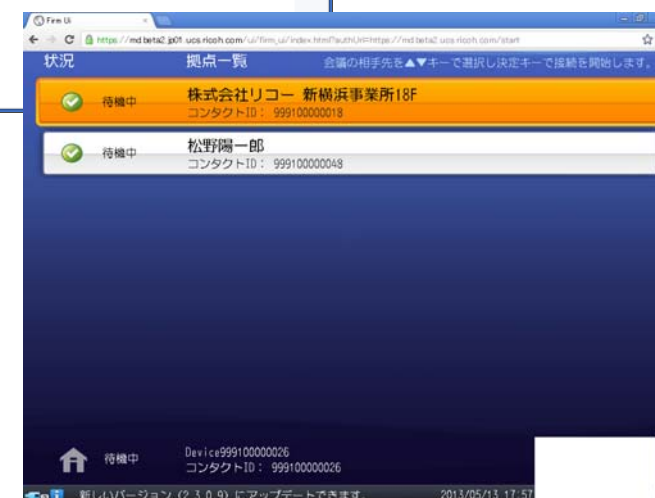 Firm Ui
https://md.beta2.jp01.ucs.ricoh.com/ui/firm_ui/index.html?authUrl=https://md.beta2.ucs.ricoh.com/start
状況 拠点一覧 会議の相手先を▲▼キーで選択し決定キーで接続を開始します。
待機中 株式会社リコー 新横浜事業所18F
コンタクトID: 999100000018
待機中 松野陽一郎
コンタクトID: 999100000048
待機中 Device999100000026
コンタクトID: 999100000026
新しいバージョン (2.3.0.9) にアップデートできます。 2013/05/13 17:57